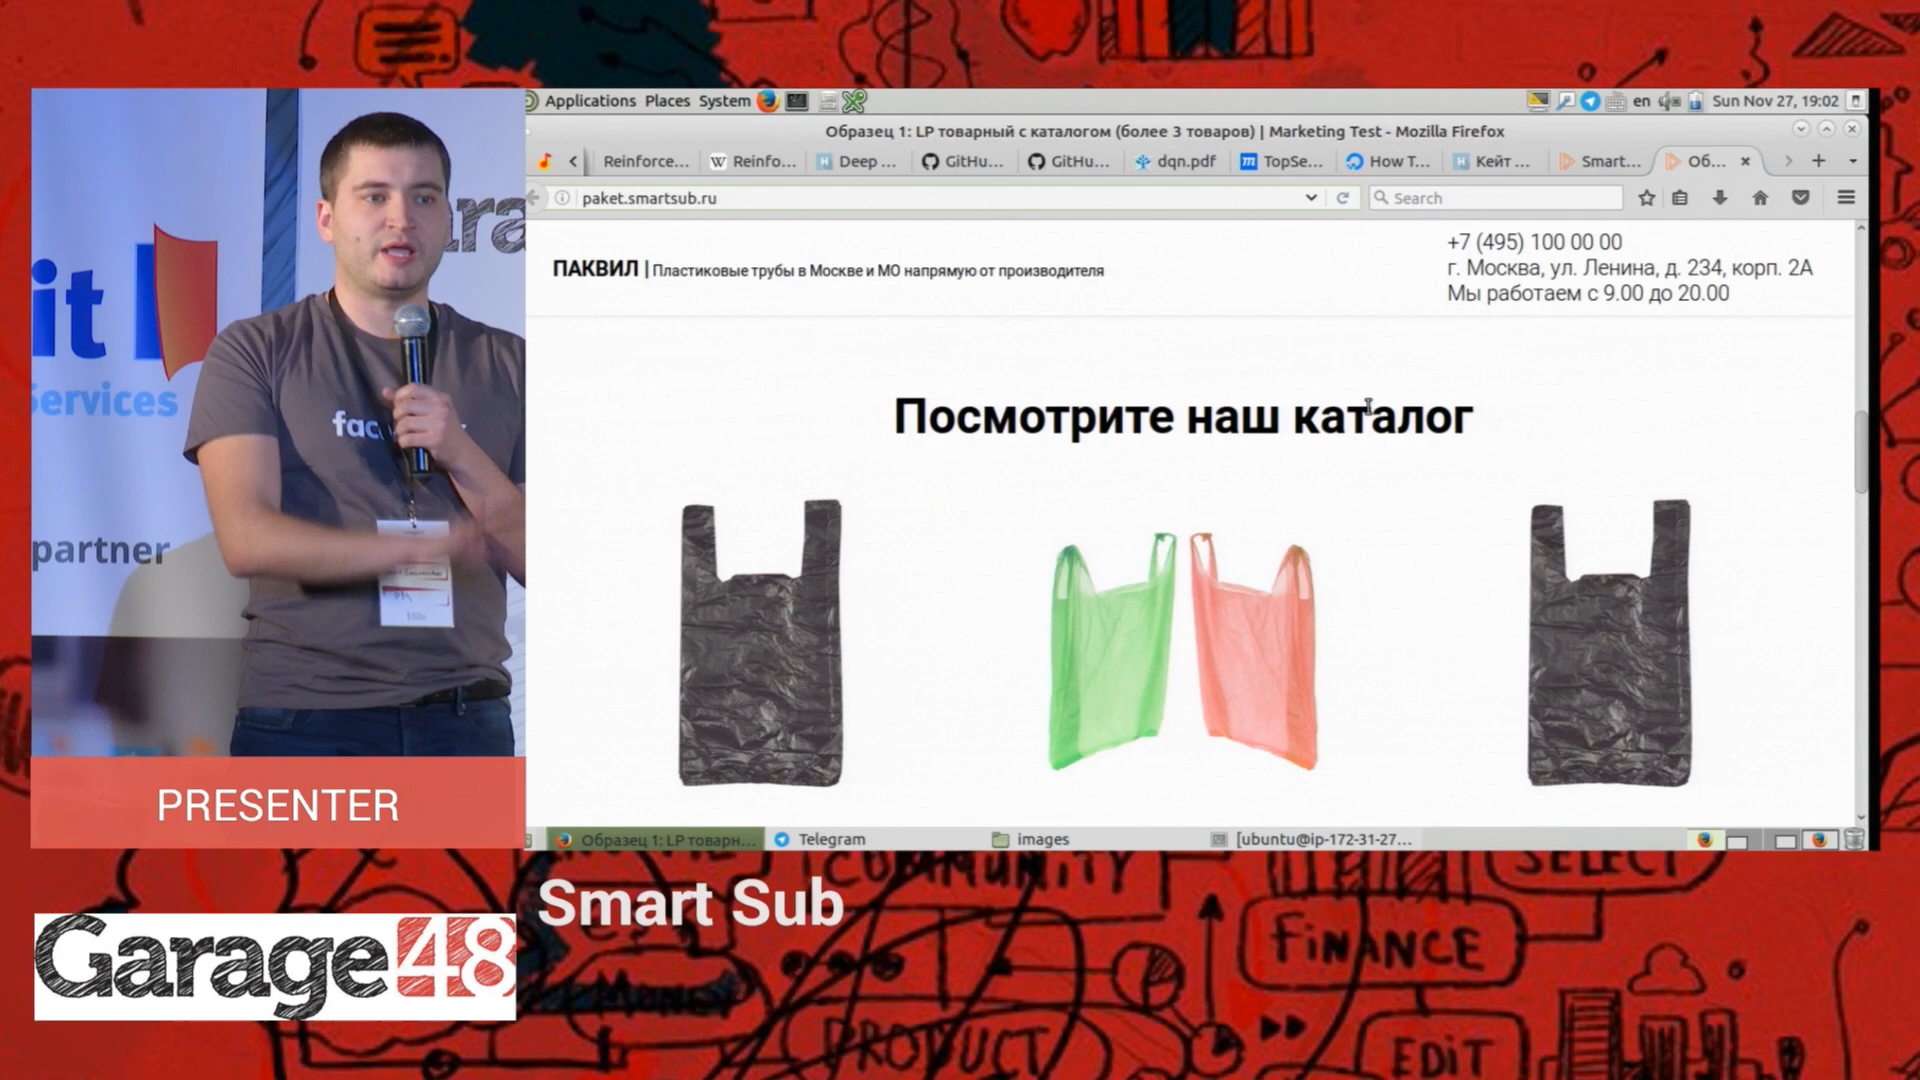 it
Services
partner
PRESENTER
Garage48
Smart Sub
Applications Places System
en
Sun Nov 27, 19:02
Образец 1: LP товарный с каталогом (более 3 товаров) | Marketing Test - Mozilla Firefox
Reinforce...
Reinfo...
Deep ...
GitHu...
GitHu...
dqn.pdf
TopSe...
How T...
Кейт ...
Smart...
Об...
paket.smartsub.ru
Search
ПАКВИЛ | Пластиковые трубы в Москве и МО напрямую от производителя
+7 (495) 100 00 00
г. Москва, ул. Ленина, д. 234, корп. 2А
Мы работаем с 9.00 до 20.00
Посмотрите наш каталог
Образец 1: LP товарн...
Telegram
images
[ubuntu@ip-172-31-27...
COMMUNITY
SELECT
FINANCE
Money
PRODUCT
EDIT